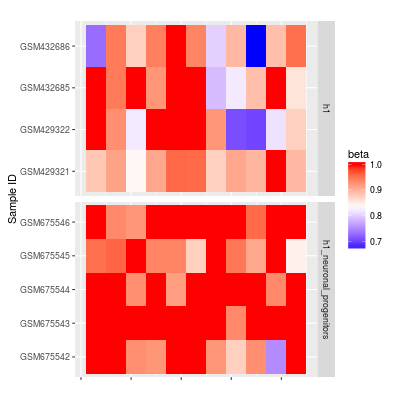 GSM432686
GSM432685
GSM429322
GSM429321
h1
GSM675546
GSM675545
GSM675544
GSM675543
GSM675542
h1_neuronal_progenitors
Sample ID
beta
1.0
0.9
0.8
0.7